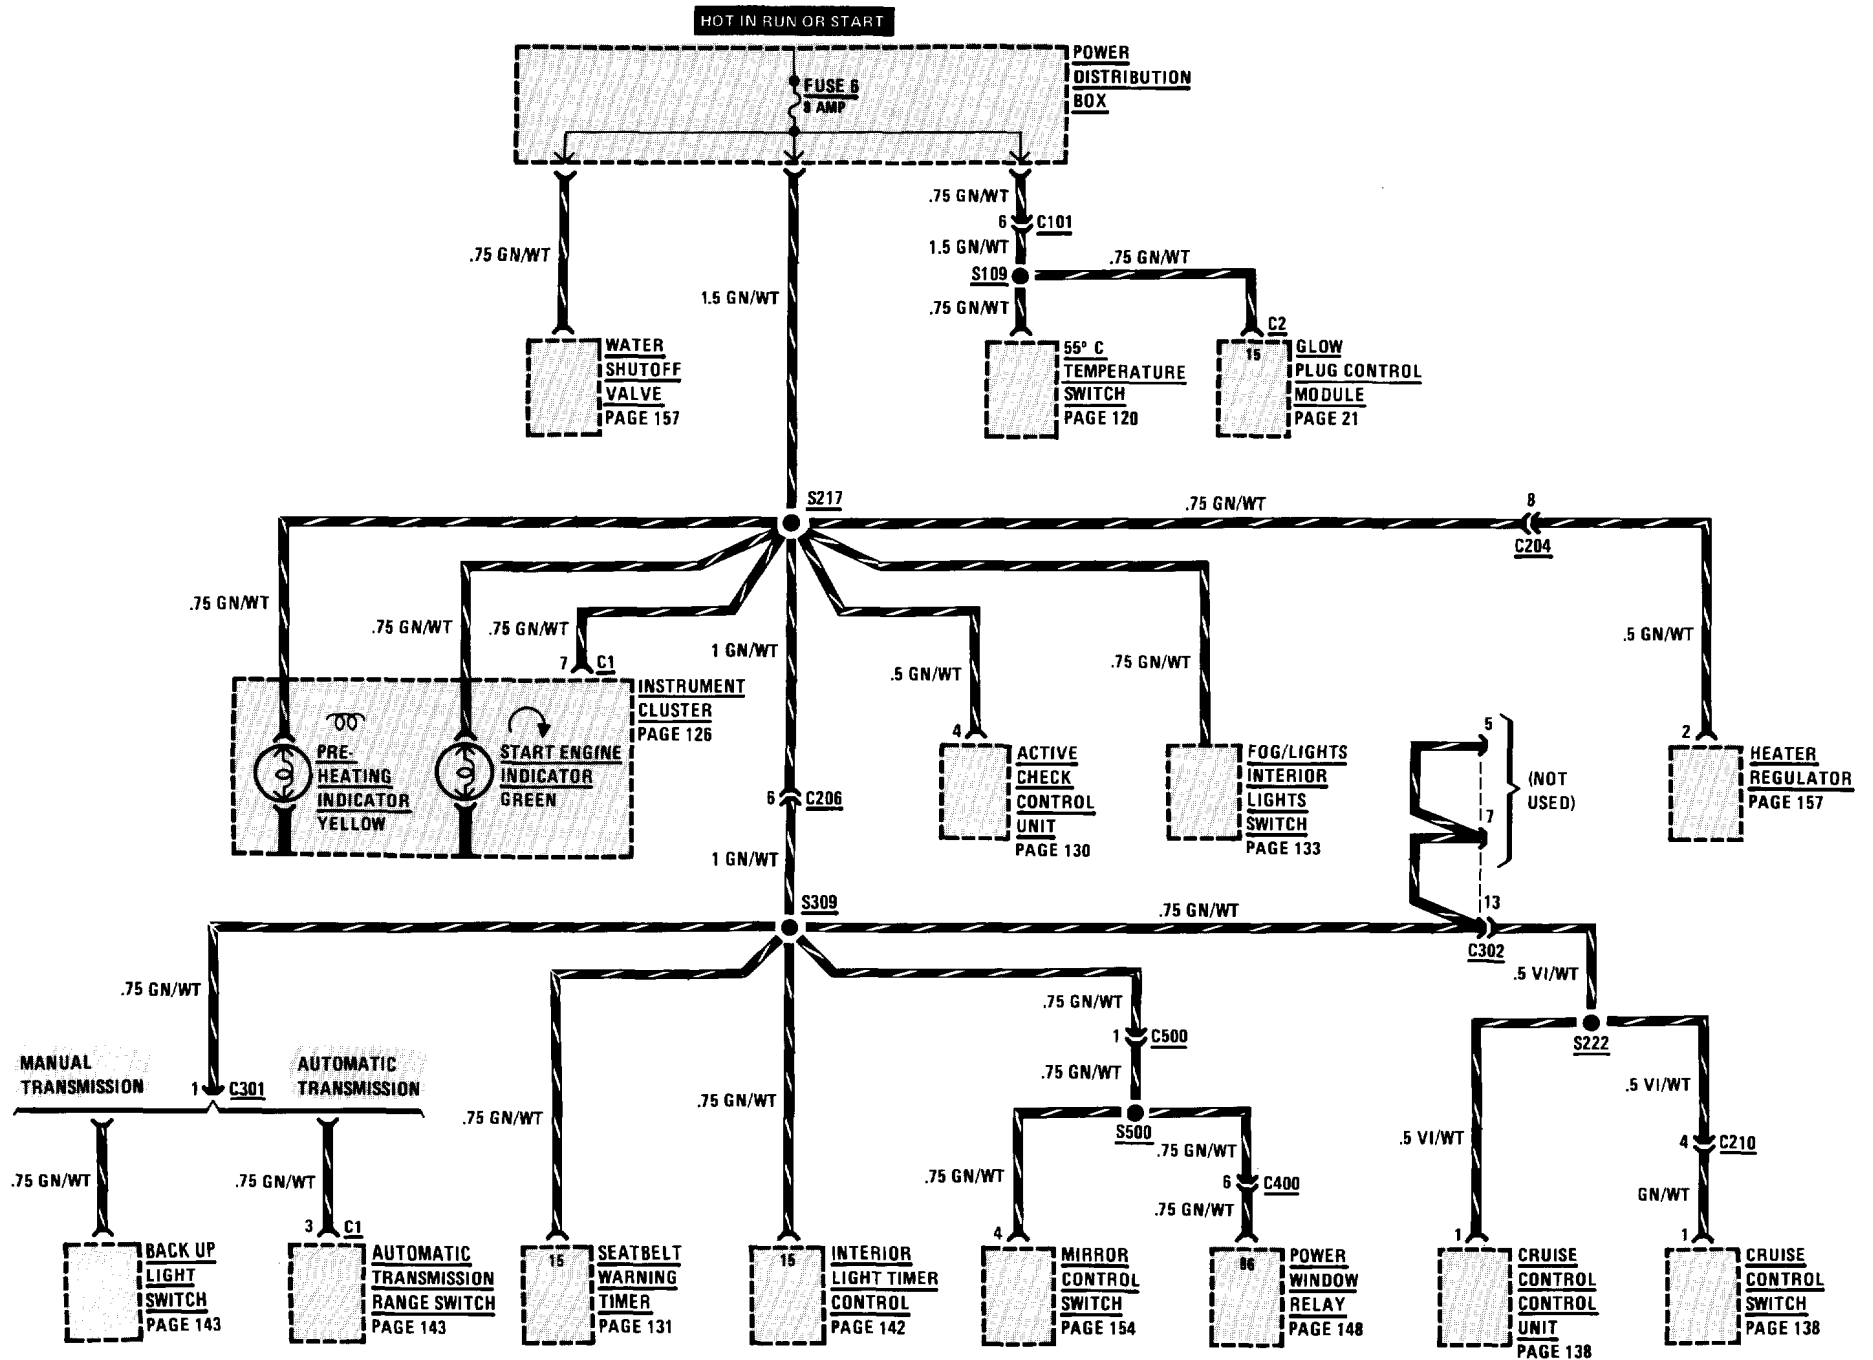 HOT IN RUN OR START
POWER
DISTRIBUTION
BOX
FUSE 6
8 AMP
.75 GN/WT
1.5 GN/WT
.75 GN/WT
6 C101
1.5 GN/WT
S109
.75 GN/WT
.75 GN/WT
C2
WATER
SHUTOFF
VALVE
PAGE 157
55° C
TEMPERATURE
SWITCH
PAGE 120
15
GLOW
PLUG CONTROL
MODULE
PAGE 21
S217
.75 GN/WT
8
C204
.75 GN/WT
.75 GN/WT
.75 GN/WT
7 C1
1 GN/WT
.5 GN/WT
.75 GN/WT
.5 GN/WT
INSTRUMENT
CLUSTER
PAGE 126
PRE-
HEATING
INDICATOR
YELLOW
START ENGINE
INDICATOR
GREEN
6 C206
4
ACTIVE
CHECK
CONTROL
UNIT
PAGE 130
FOG/LIGHTS
INTERIOR
LIGHTS
SWITCH
PAGE 133
5
7
(NOT
USED)
2
HEATER
REGULATOR
PAGE 157
1 GN/WT
S309
.75 GN/WT
13
C302
.5 VI/WT
S222
.75 GN/WT
MANUAL
TRANSMISSION
AUTOMATIC
TRANSMISSION
1 C301
.75 GN/WT
.75 GN/WT
.75 GN/WT
.75 GN/WT
.75 GN/WT
1 C500
.75 GN/WT
S500
.75 GN/WT
.75 GN/WT
6 C400
.75 GN/WT
.5 VI/WT
.5 VI/WT
4 C210
GN/WT
BACK UP
LIGHT
SWITCH
PAGE 143
3 C1
AUTOMATIC
TRANSMISSION
RANGE SWITCH
PAGE 143
15
SEATBELT
WARNING
TIMER
PAGE 131
15
INTERIOR
LIGHT TIMER
CONTROL
PAGE 142
4
MIRROR
CONTROL
SWITCH
PAGE 154
86
POWER
WINDOW
RELAY
PAGE 148
1
CRUISE
CONTROL
CONTROL
UNIT
PAGE 138
1
CRUISE
CONTROL
SWITCH
PAGE 138